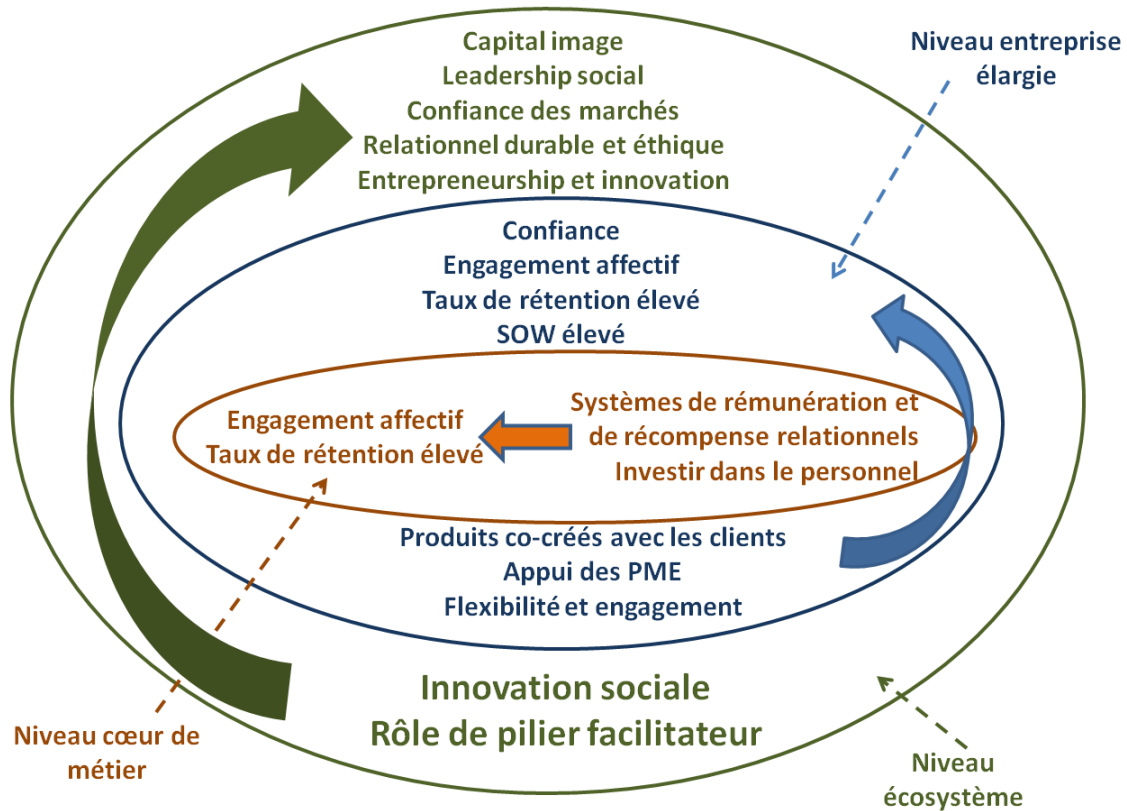 Capital image
Leadership social
Confiance des marchés
Relationnel durable et éthique
Entrepreneurship et innovation
Niveau entreprise
élargie
Confiance
Engagement affectif
Taux de rétention élevé
SOW élevé
Engagement affectif
Taux de rétention élevé
Systèmes de rémunération et
de récompense relationnels
Investir dans le personnel
Produits co-créés avec les clients
Appui des PME
Flexibilité et engagement
Innovation sociale
Rôle de pilier facilitateur
Niveau cœur de
métier
Niveau
écosystème